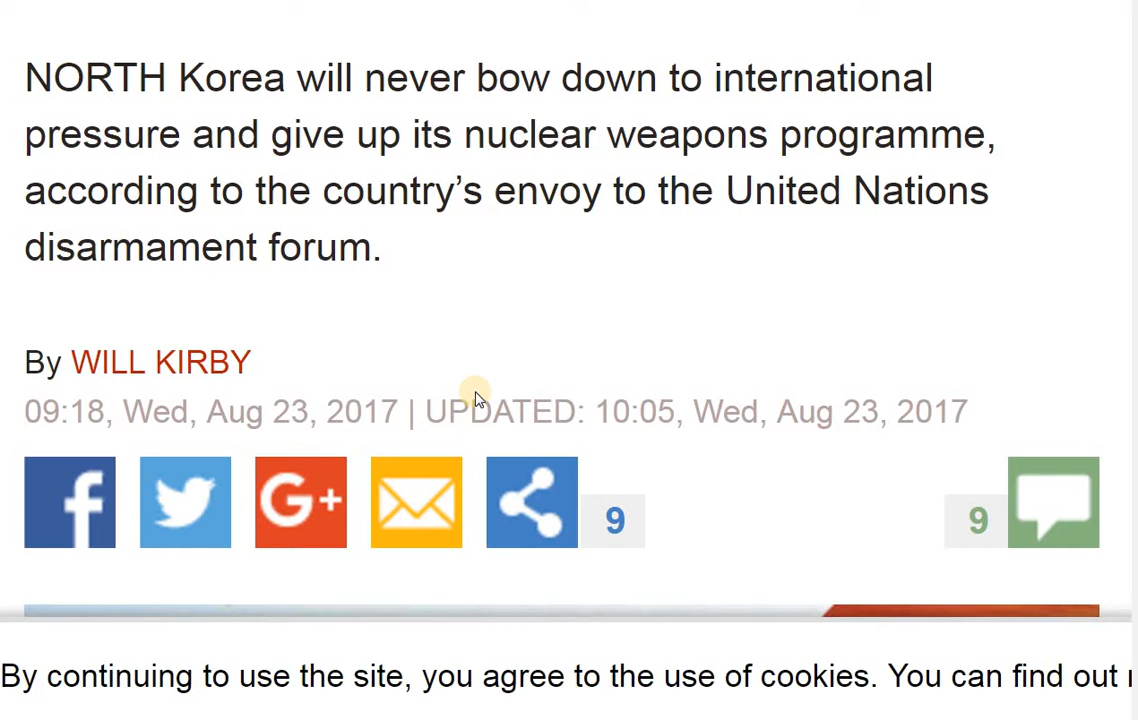 NORTH Korea will never bow down to international
pressure and give up its nuclear weapons programme,
according to the country’s envoy to the United Nations
disarmament forum.
By WILL KIRBY
09:18, Wed, Aug 23, 2017 | UPDATED: 10:05, Wed, Aug 23, 2017
f G+ 9 9
By continuing to use the site, you agree to the use of cookies. You can find out